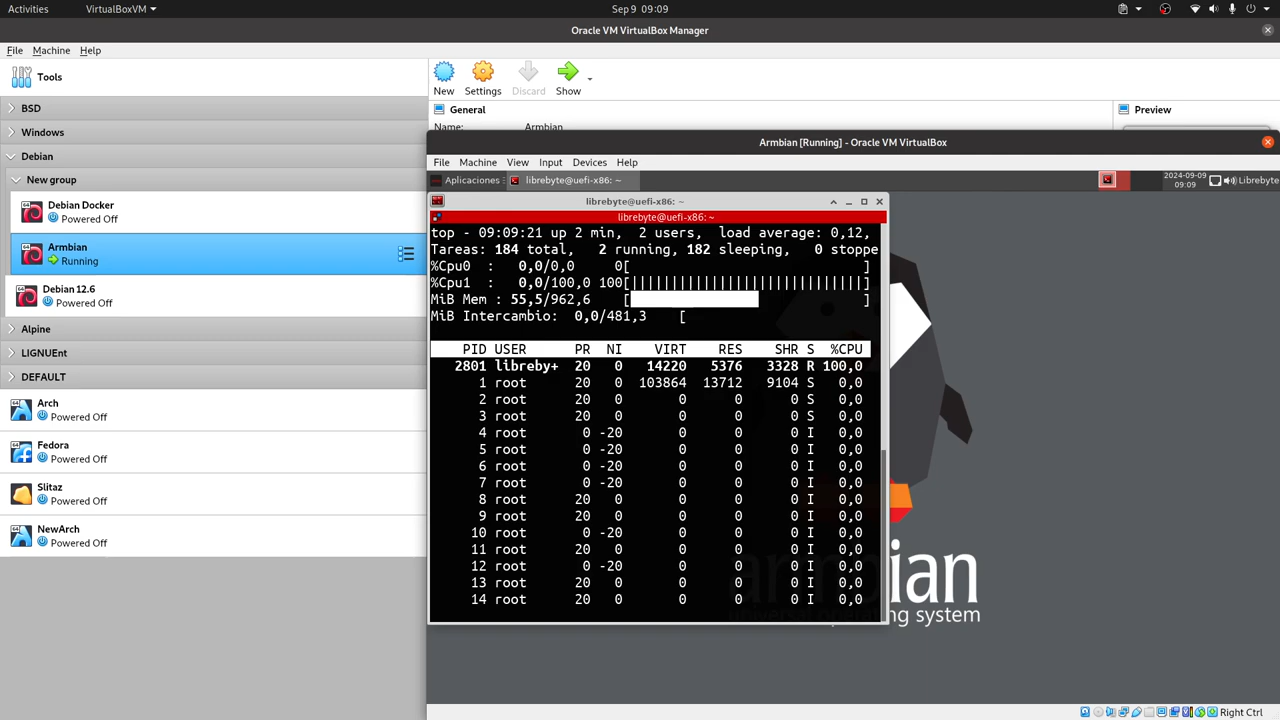 Activities VirtualBoxVM Sep 9 09:09
Oracle VM VirtualBox Manager
File Machine Help
Tools
New Settings Discard Show
BSD
Windows
Debian
New group
Debian Docker
Powered Off
Armbian
Running
Debian 12.6
Powered Off
Alpine
LIGNUEnt
DEFAULT
Arch
Powered Off
Fedora
Powered Off
Slitaz
Powered Off
NewArch
Powered Off
General Preview
Name: Armbian
Armbian [Running] - Oracle VM VirtualBox
File Machine View Input Devices Help
Aplicaciones librebyte@uefi-x86: ~ 2024-09-09 09:09 Librebyte
librebyte@uefi-x86: ~
librebyte@uefi-x86: ~
top - 09:09:21 up 2 min, 2 users, load average: 0,12,
Tareas: 184 total, 2 running, 182 sleeping, 0 stoppe
%Cpu0 : 0,0/0,0 0[ ]
%Cpu1 : 0,0/100,0 100[||||||||||||||||||||||||||||||]
MiB Mem : 55,5/962,6 [ ]
MiB Intercambio: 0,0/481,3 [
PID USER PR NI VIRT RES SHR S %CPU
2801 libreby+ 20 0 14220 5376 3328 R 100,0
1 root 20 0 103864 13712 9104 S 0,0
2 root 20 0 0 0 0 S 0,0
3 root 20 0 0 0 0 S 0,0
4 root 0 -20 0 0 0 I 0,0
5 root 0 -20 0 0 0 I 0,0
6 root 0 -20 0 0 0 I 0,0
7 root 0 -20 0 0 0 I 0,0
8 root 20 0 0 0 0 I 0,0
9 root 20 0 0 0 0 I 0,0
10 root 0 -20 0 0 0 I 0,0
11 root 20 0 0 0 0 I 0,0
12 root 0 -20 0 0 0 I 0,0
13 root 20 0 0 0 0 I 0,0
14 root 20 0 0 0 0 I 0,0
armbian
ng system
Right Ctrl